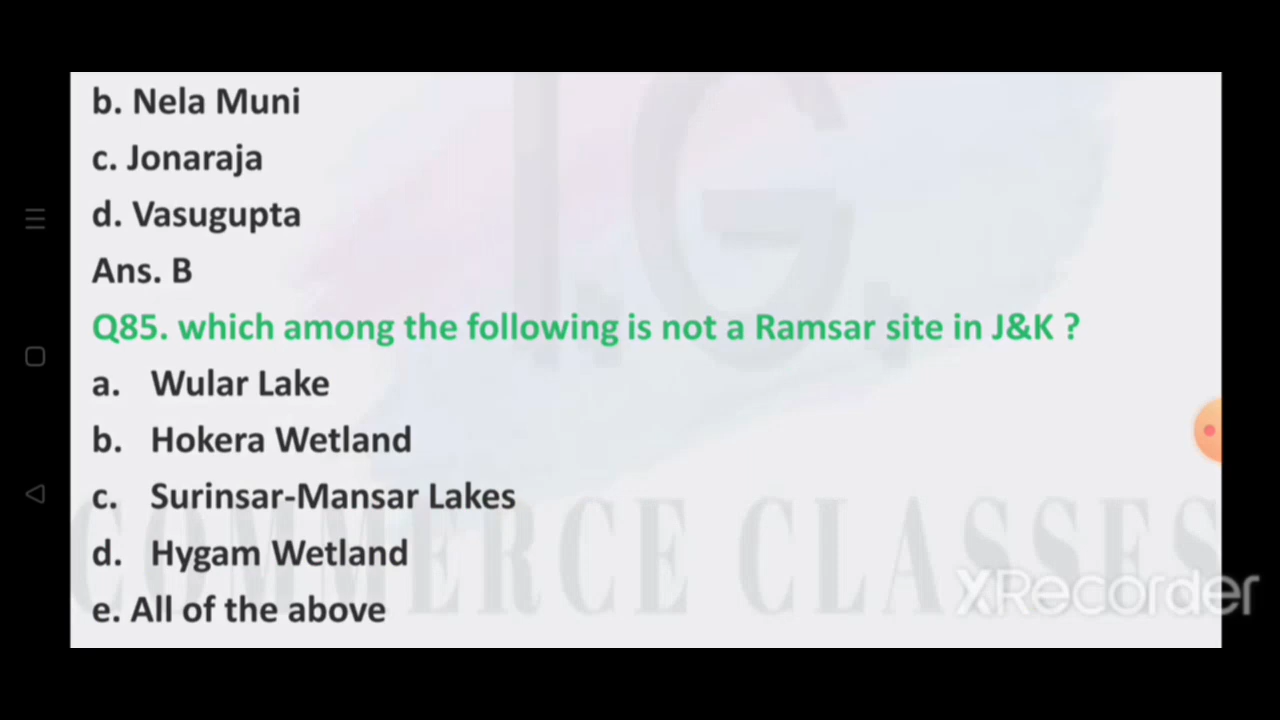 b. Nela Muni
c. Jonaraja
d. Vasugupta
Ans. B
Q85. which among the following is not a Ramsar site in J&K ?
a. Wular Lake
b. Hokera Wetland
c. Surinsar-Mansar Lakes
d. Hygam Wetland
e. All of the above
I.G.
COMMERCE CLASSES
XRecorder